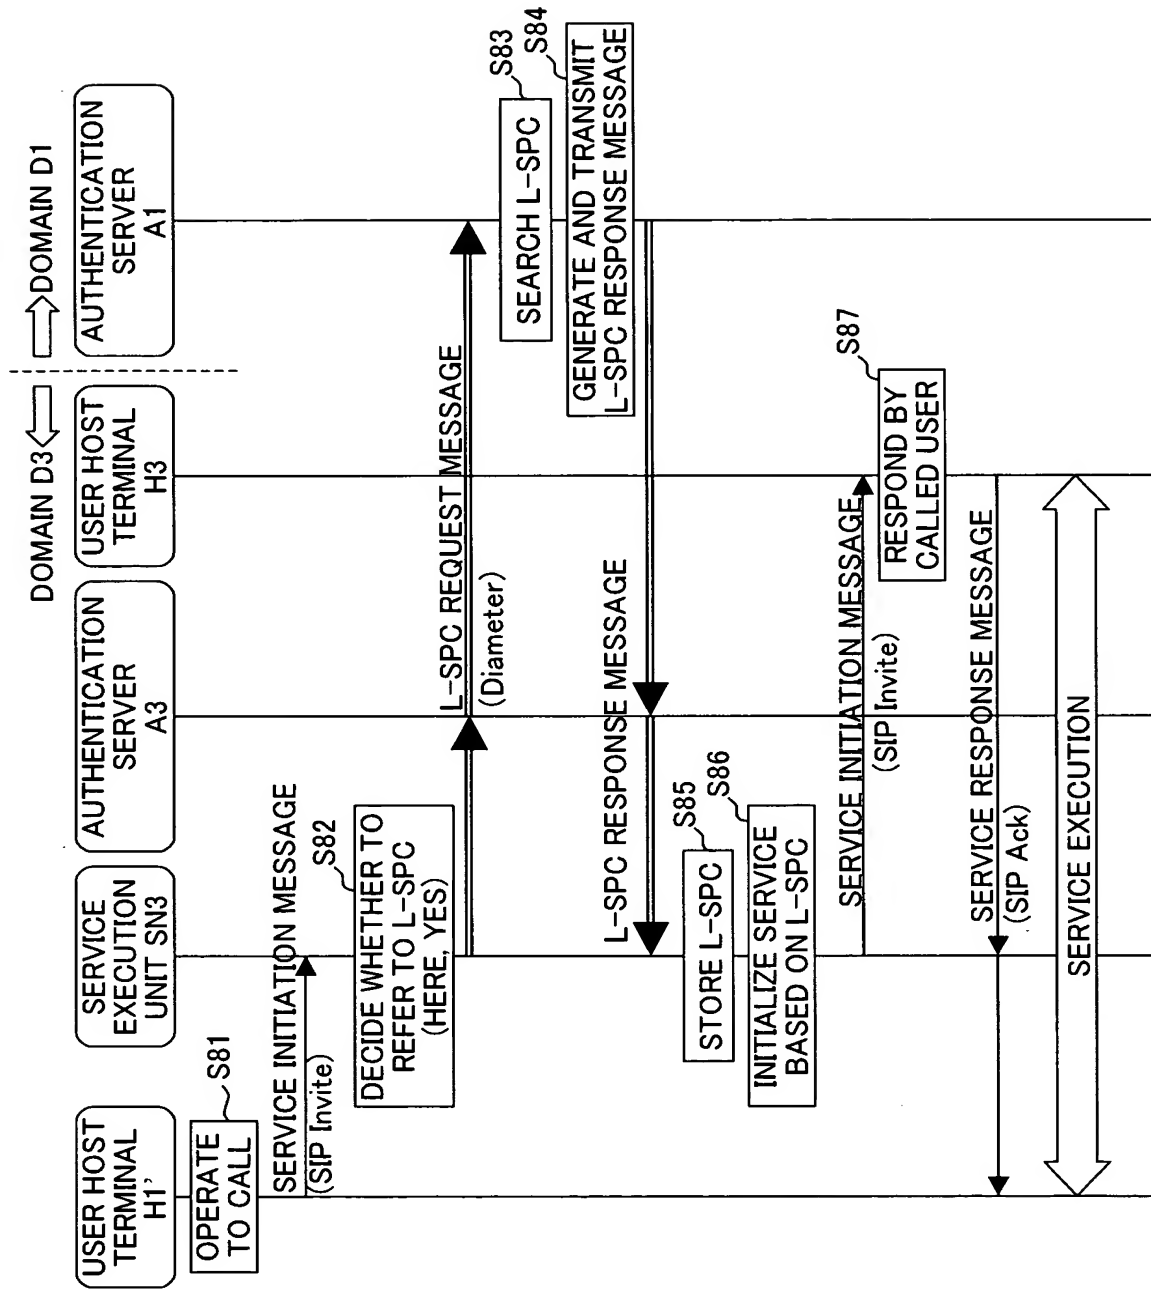 DOMAIN D3
DOMAIN D1
USER HOST
TERMINAL
H1'
SERVICE
EXECUTION
UNIT SN3
AUTHENTICATION
SERVER
A3
USER HOST
TERMINAL
H3
AUTHENTICATION
SERVER
A1
S81
OPERATE
TO CALL
SERVICE INITIATION MESSAGE
(SIP Invite)
S82
DECIDE WHETHER TO
REFER TO L-SPC
(HERE, YES)
L-SPC REQUEST MESSAGE
(Diameter)
S83
SEARCH L-SPC
S84
GENERATE AND TRANSMIT
L-SPC RESPONSE MESSAGE
L-SPC RESPONSE MESSAGE
S85
STORE L-SPC
S86
INITIALIZE SERVICE
BASED ON L-SPC
SERVICE INITIATION MESSAGE
(SIP Invite)
S87
RESPOND BY
CALLED USER
SERVICE RESPONSE MESSAGE
(SIP Ack)
SERVICE EXECUTION